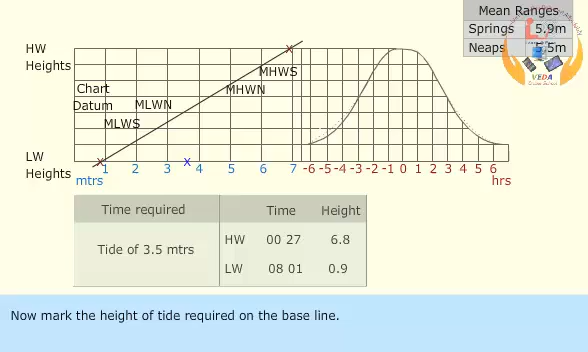 Mean Ranges
Springs 5.9m
Neaps 5m
HW
Heights
MHWS
Chart
Datum
MHWN
MLWN
MLWS
LW
Heights
1 2 3 4 5 6 7 -6 -5 -4 -3 -2 -1 0 1 2 3 4 5 6
mtrs hrs
x x x
VEDA
Time required Time Height
Tide of 3.5 mtrs
HW 00 27 6.8
LW 08 01 0.9
Now mark the height of tide required on the base line.